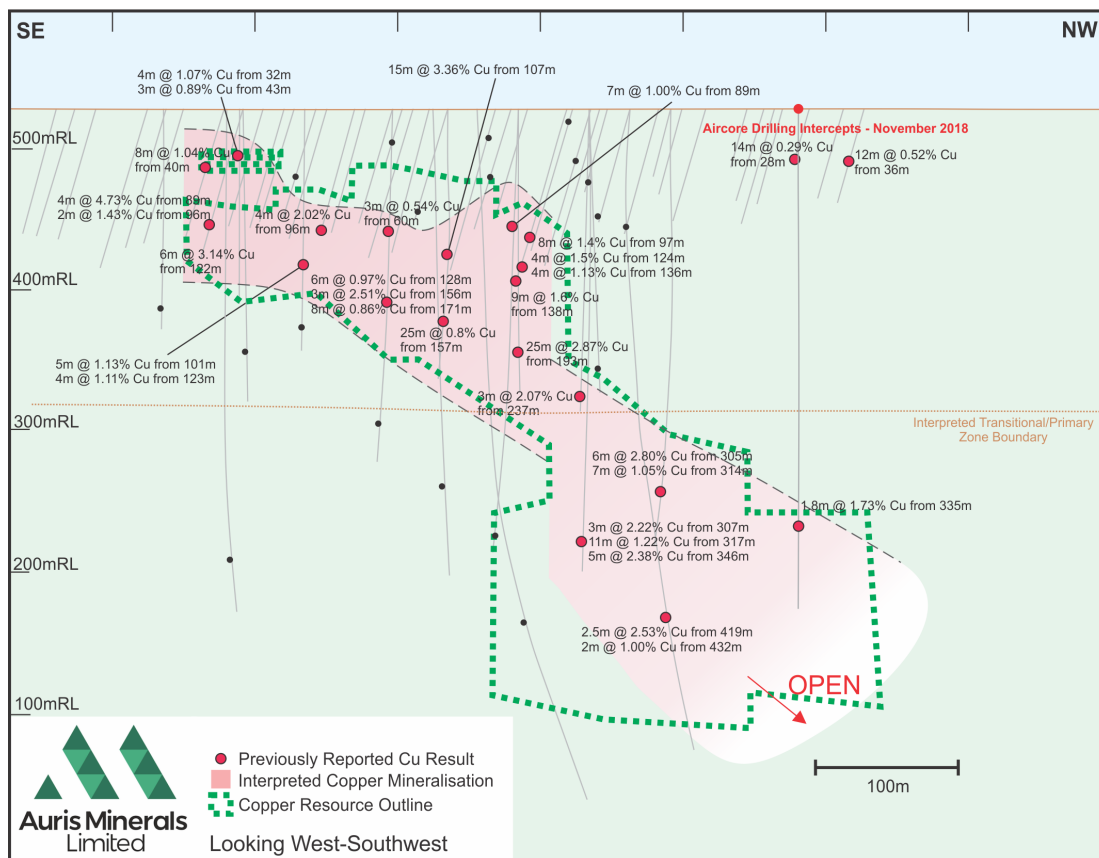 SE
NW
4m @ 1.07% Cu from 32m
3m @ 0.89% Cu from 43m
15m @ 3.36% Cu from 107m
7m @ 1.00% Cu from 89m
Aircore Drilling Intercepts - November 2018
500mRL
8m @ 1.04% Cu
from 40m
14m @ 0.29% Cu
from 28m
12m @ 0.52% Cu
from 36m
4m @ 4.73% Cu from 89m
2m @ 1.43% Cu from 96m
4m @ 2.02% Cu
from 96m
3m @ 0.54% Cu
from 60m
8m @ 1.4% Cu from 97m
4m @ 1.5% Cu from 124m
4m @ 1.13% Cu from 136m
6m @ 3.14% Cu
from 122m
400mRL
6m @ 0.97% Cu from 128m
3m @ 2.51% Cu from 156m
8m @ 0.86% Cu from 171m
9m @ 1.6% Cu
from 138m
25m @ 0.8% Cu
from 157m
25m @ 2.87% Cu
from 193m
5m @ 1.13% Cu from 101m
4m @ 1.11% Cu from 123m
3m @ 2.07% Cu
from 237m
300mRL
Interpreted Transitional/Primary
Zone Boundary
6m @ 2.80% Cu from 305m
7m @ 1.05% Cu from 314m
1.8m @ 1.73% Cu from 335m
3m @ 2.22% Cu from 307m
11m @ 1.22% Cu from 317m
5m @ 2.38% Cu from 346m
200mRL
2.5m @ 2.53% Cu from 419m
2m @ 1.00% Cu from 432m
OPEN
100mRL
Previously Reported Cu Result
Interpreted Copper Mineralisation
Copper Resource Outline
100m
Auris Minerals
Limited
Looking West-Southwest